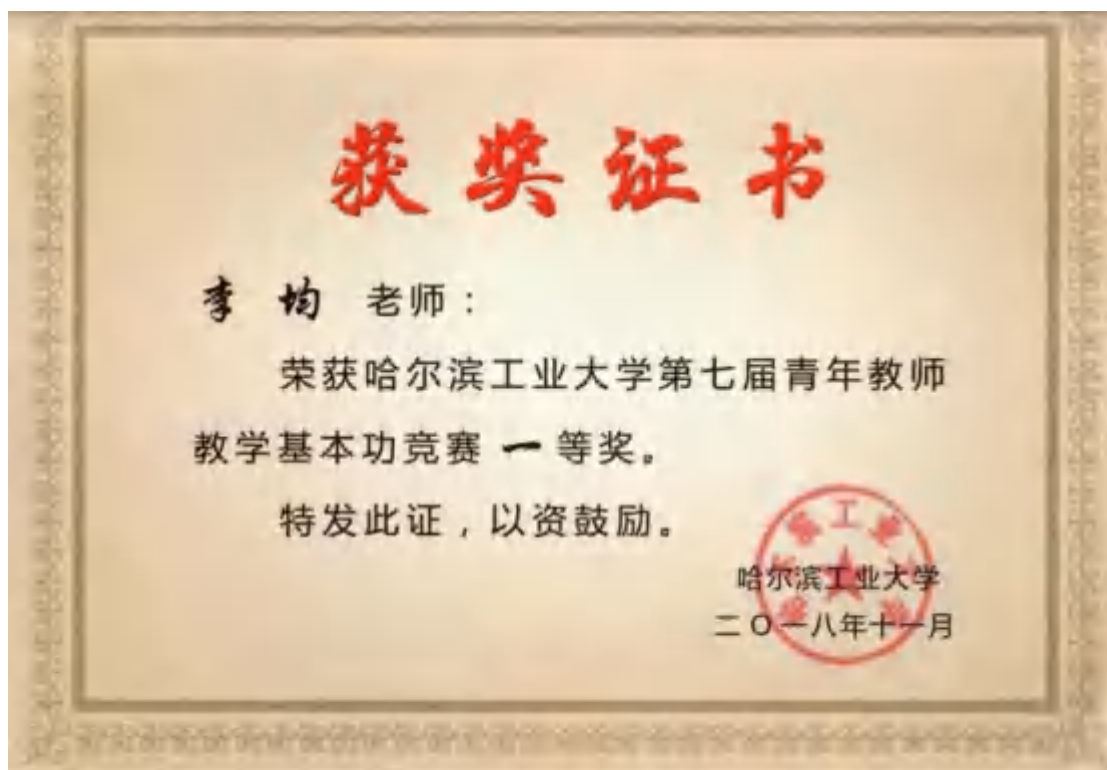 获奖证书
李均 老师：
荣获哈尔滨工业大学第七届青年教师
教学基本功竞赛 一 等奖。
特发此证，以资鼓励。
哈尔滨工业大学
二〇一八年十一月